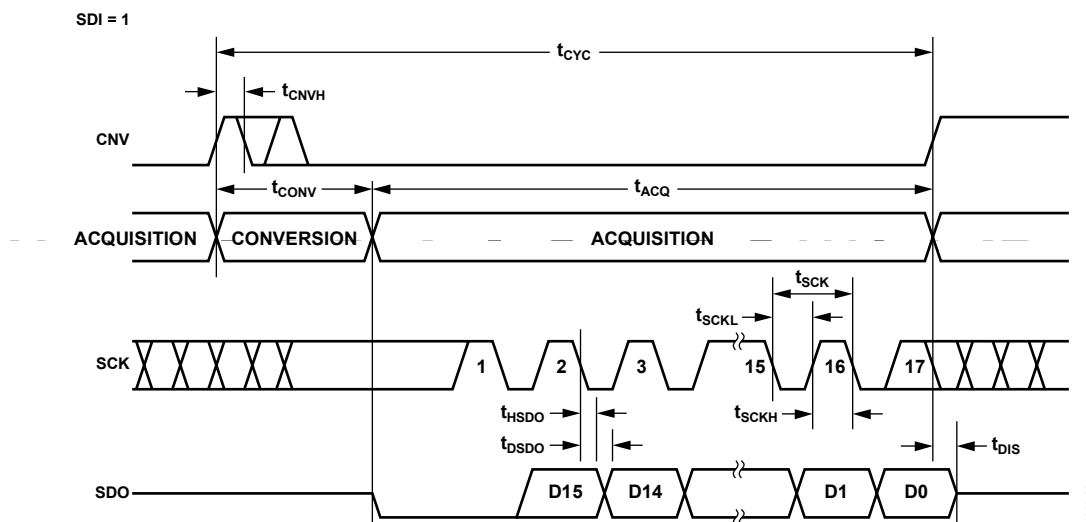 SDI = 1
tCYC
tCNVH
CNV
tCONV tACQ
ACQUISITION CONVERSION ACQUISITION
tSCK
tSCKL
SCK 1 2 3 15 16 17
tHSDO tSCKH
tDSDO tDIS
SDO D15 D14 D1 D0